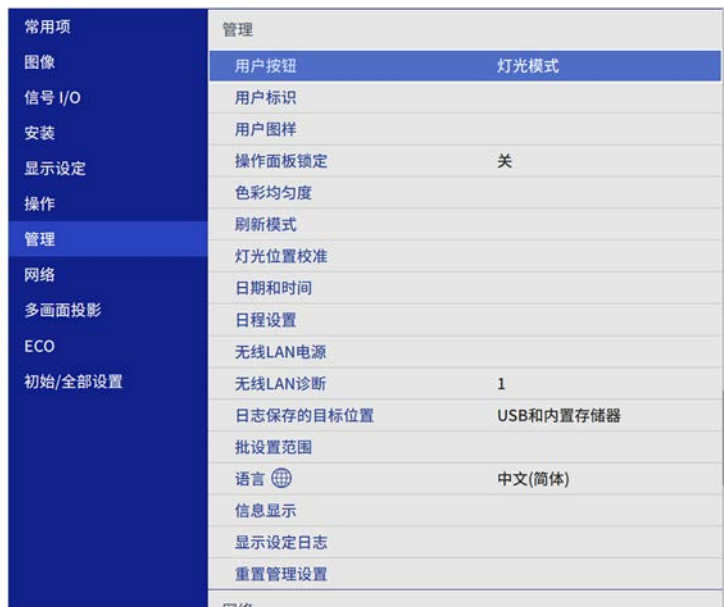 常用项
图像
信号 I/O
安装
显示设定
操作
管理
网络
多画面投影
ECO
初始/全部设置
管理
用户按钮 灯光模式
用户标识
用户图样
操作面板锁定 关
色彩均匀度
刷新模式
灯光位置校准
日期和时间
日程设置
无线LAN电源
无线LAN诊断 1
日志保存的目标位置 USB和内置存储器
批设置范围
语言 中文(简体)
信息显示
显示设定日志
重置管理设置